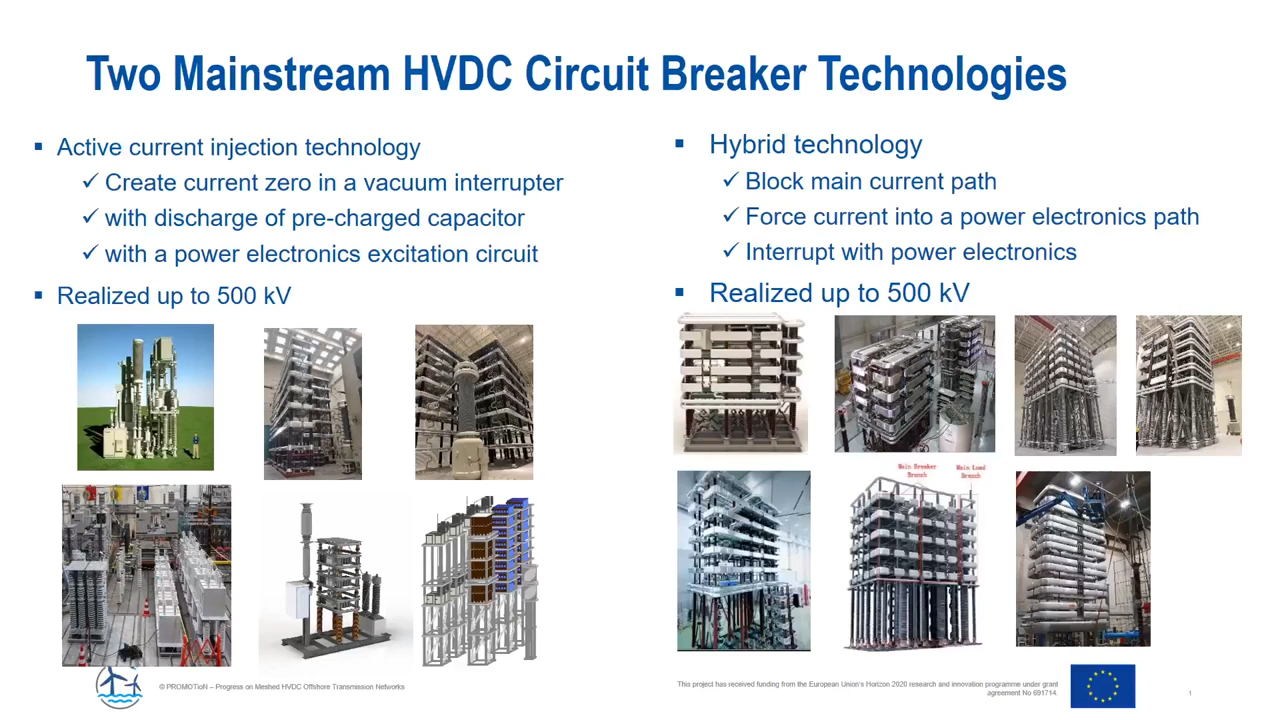 Two Mainstream HVDC Circuit Breaker Technologies
▪ Active current injection technology
✓ Create current zero in a vacuum interrupter
✓ with discharge of pre-charged capacitor
✓ with a power electronics excitation circuit
▪ Realized up to 500 kV
▪ Hybrid technology
✓ Block main current path
✓ Force current into a power electronics path
✓ Interrupt with power electronics
▪ Realized up to 500 kV
Main Breaker
Branch
Main Load
Branch
© PROMOTioN – Progress on Meshed HVDC Offshore Transmission Networks
This project has received funding from the European Union's Horizon 2020 research and innovation programme under grant
agreement No 691714.
1